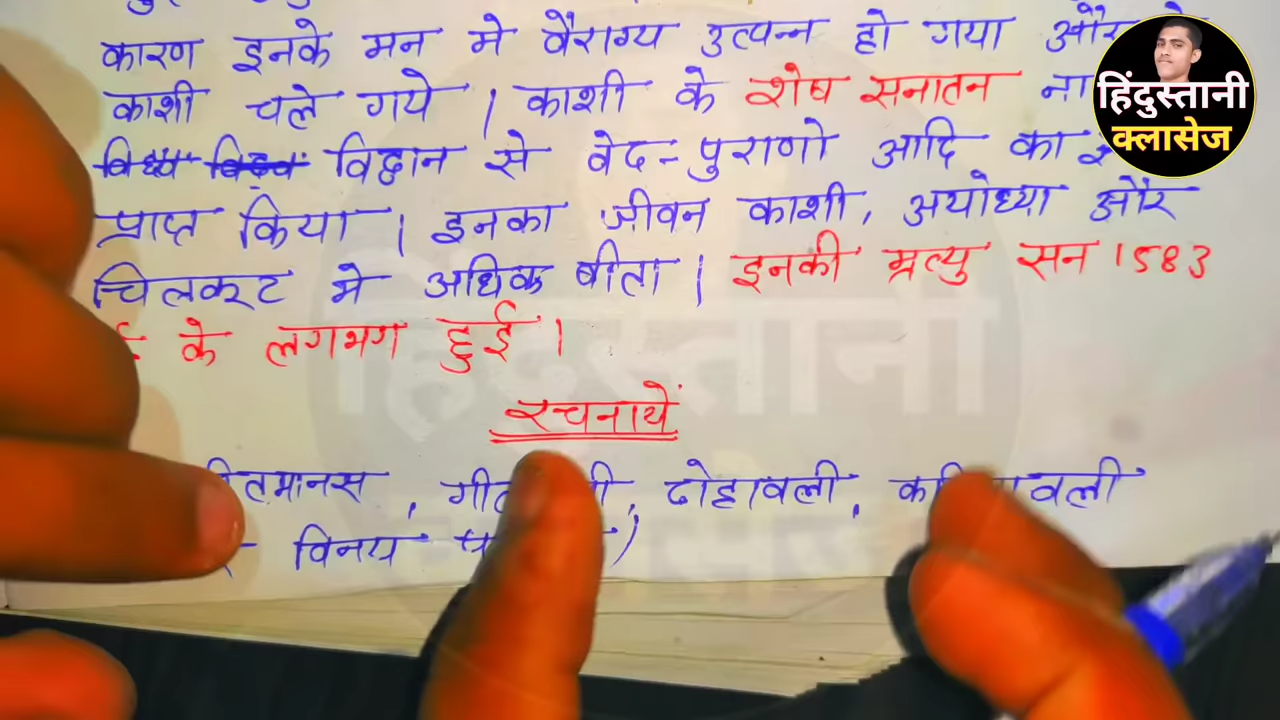 कारण इनके मन मे वैराग्य उत्पन्न हो गया और
काशी चले गये । काशी के शेष सनातन
विद्वान से वेद-पुराणो आदि का
प्राप्त किया । इनका जीवन काशी, अयोध्या और
चित्रकूट मे अधिक बीता । इनकी म्रत्यु सन 1583
के लगभग हुई ।
रचनायें
दोहावली,
विनय
हिंदुस्तानी
क्लासेज